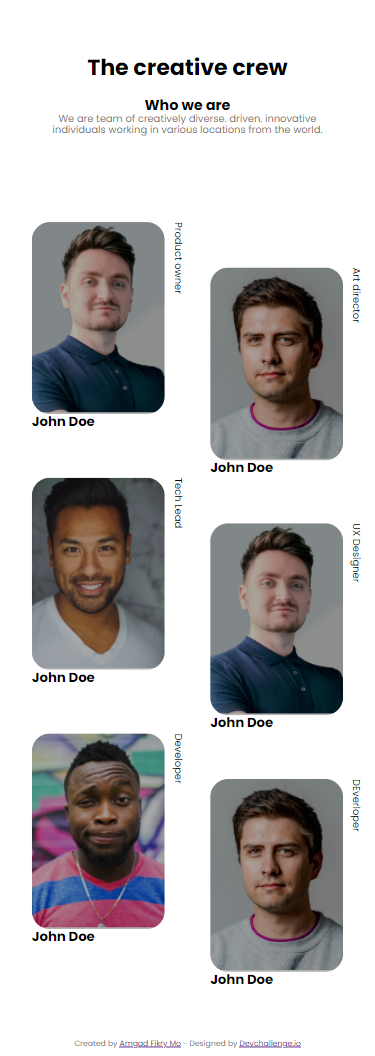 The creative crew
Who we are
We are team of creatively diverse. driven. innovative
individuals working in various locations from the world.
Product owner
John Doe
Art director
John Doe
Tech Lead
John Doe
UX Designer
John Doe
Developer
John Doe
DEverloper
John Doe
Created by Amgad Fikry Mo - Designed by Devchallenge.io